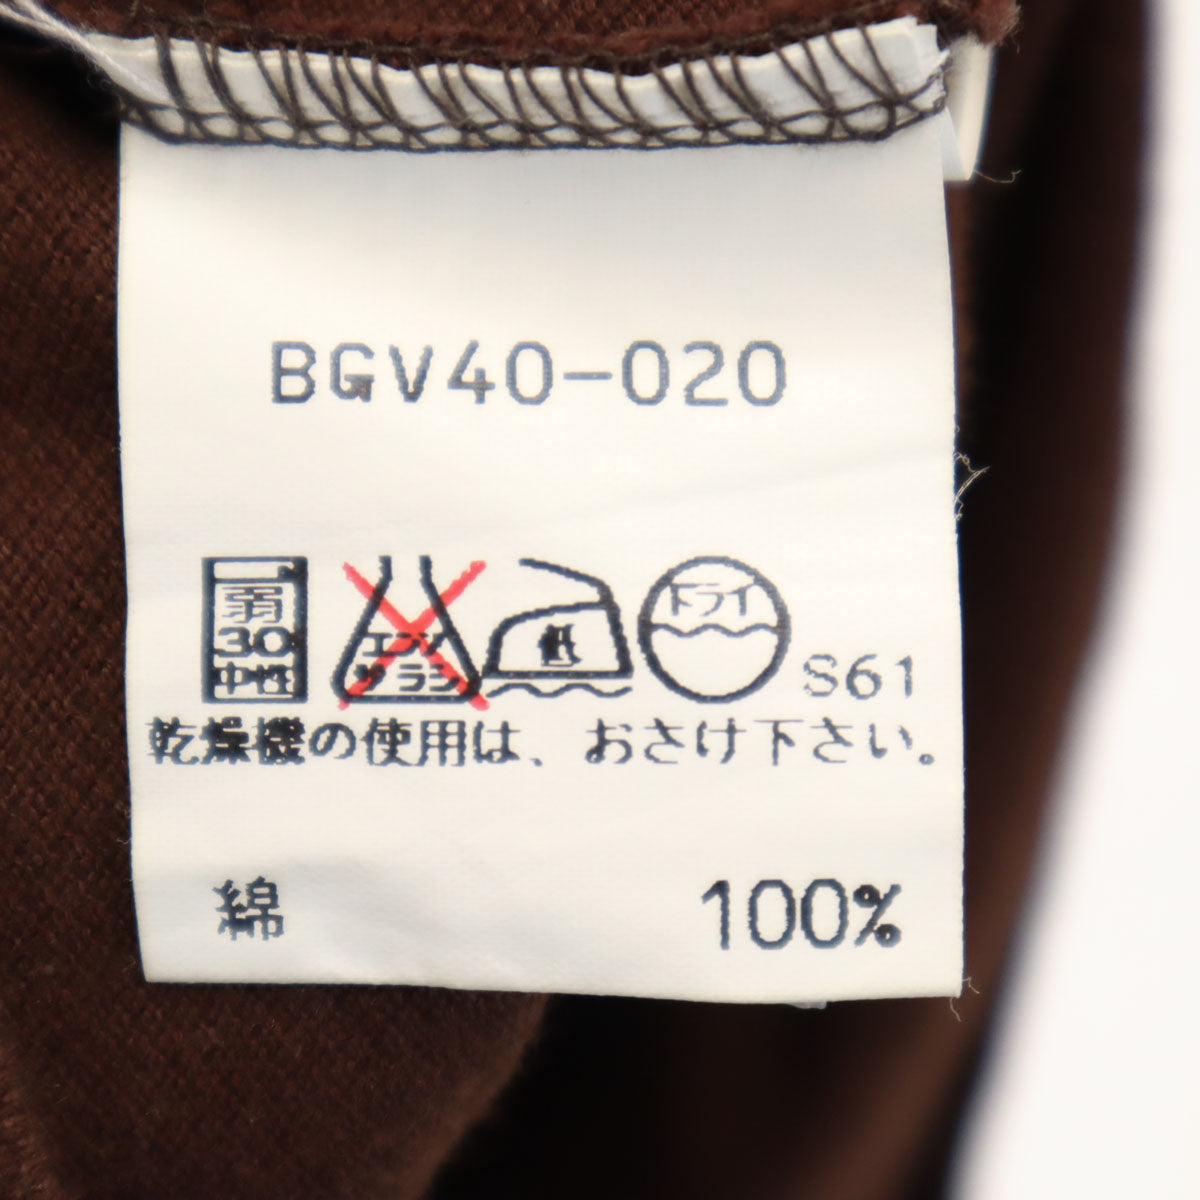 BGV40-020
弱
30
中性
エンソ
サラシ
中
ドライ
S61
乾燥機の使用は、おさけ下さい。
綿 100%